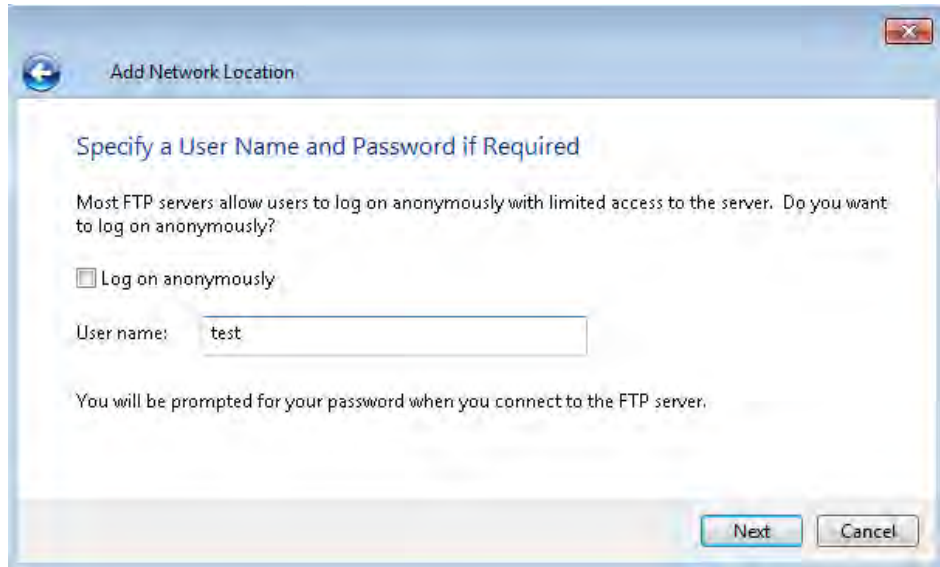 Add Network Location
Specify a User Name and Password if Required
Most FTP servers allow users to log on anonymously with limited access to the server. Do you want
to log on anonymously?
Log on anonymously
User name: test
You will be prompted for your password when you connect to the FTP server.
Next Cancel